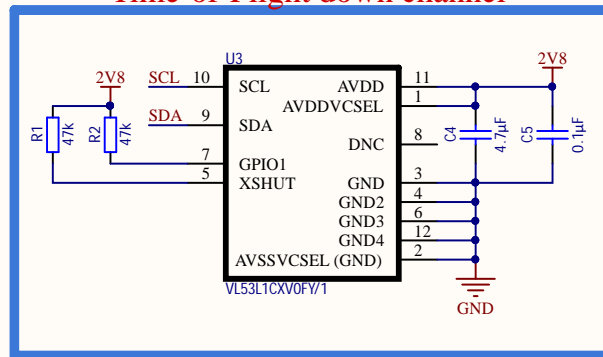 Time-of-Flight down channel
U3
2V8
SCL 10 SCL AVDD 11 2V8
AVDDVCSEL 1
R1 47k R2 47k SDA 9 SDA C4 4.7µF C5 0.1µF
DNC 8
7 GPIO1
5 XSHUT GND 3
GND2 4
GND3 6
GND4 12
AVSSVCSEL (GND) 2
VL53L1CXV0FY/1
GND